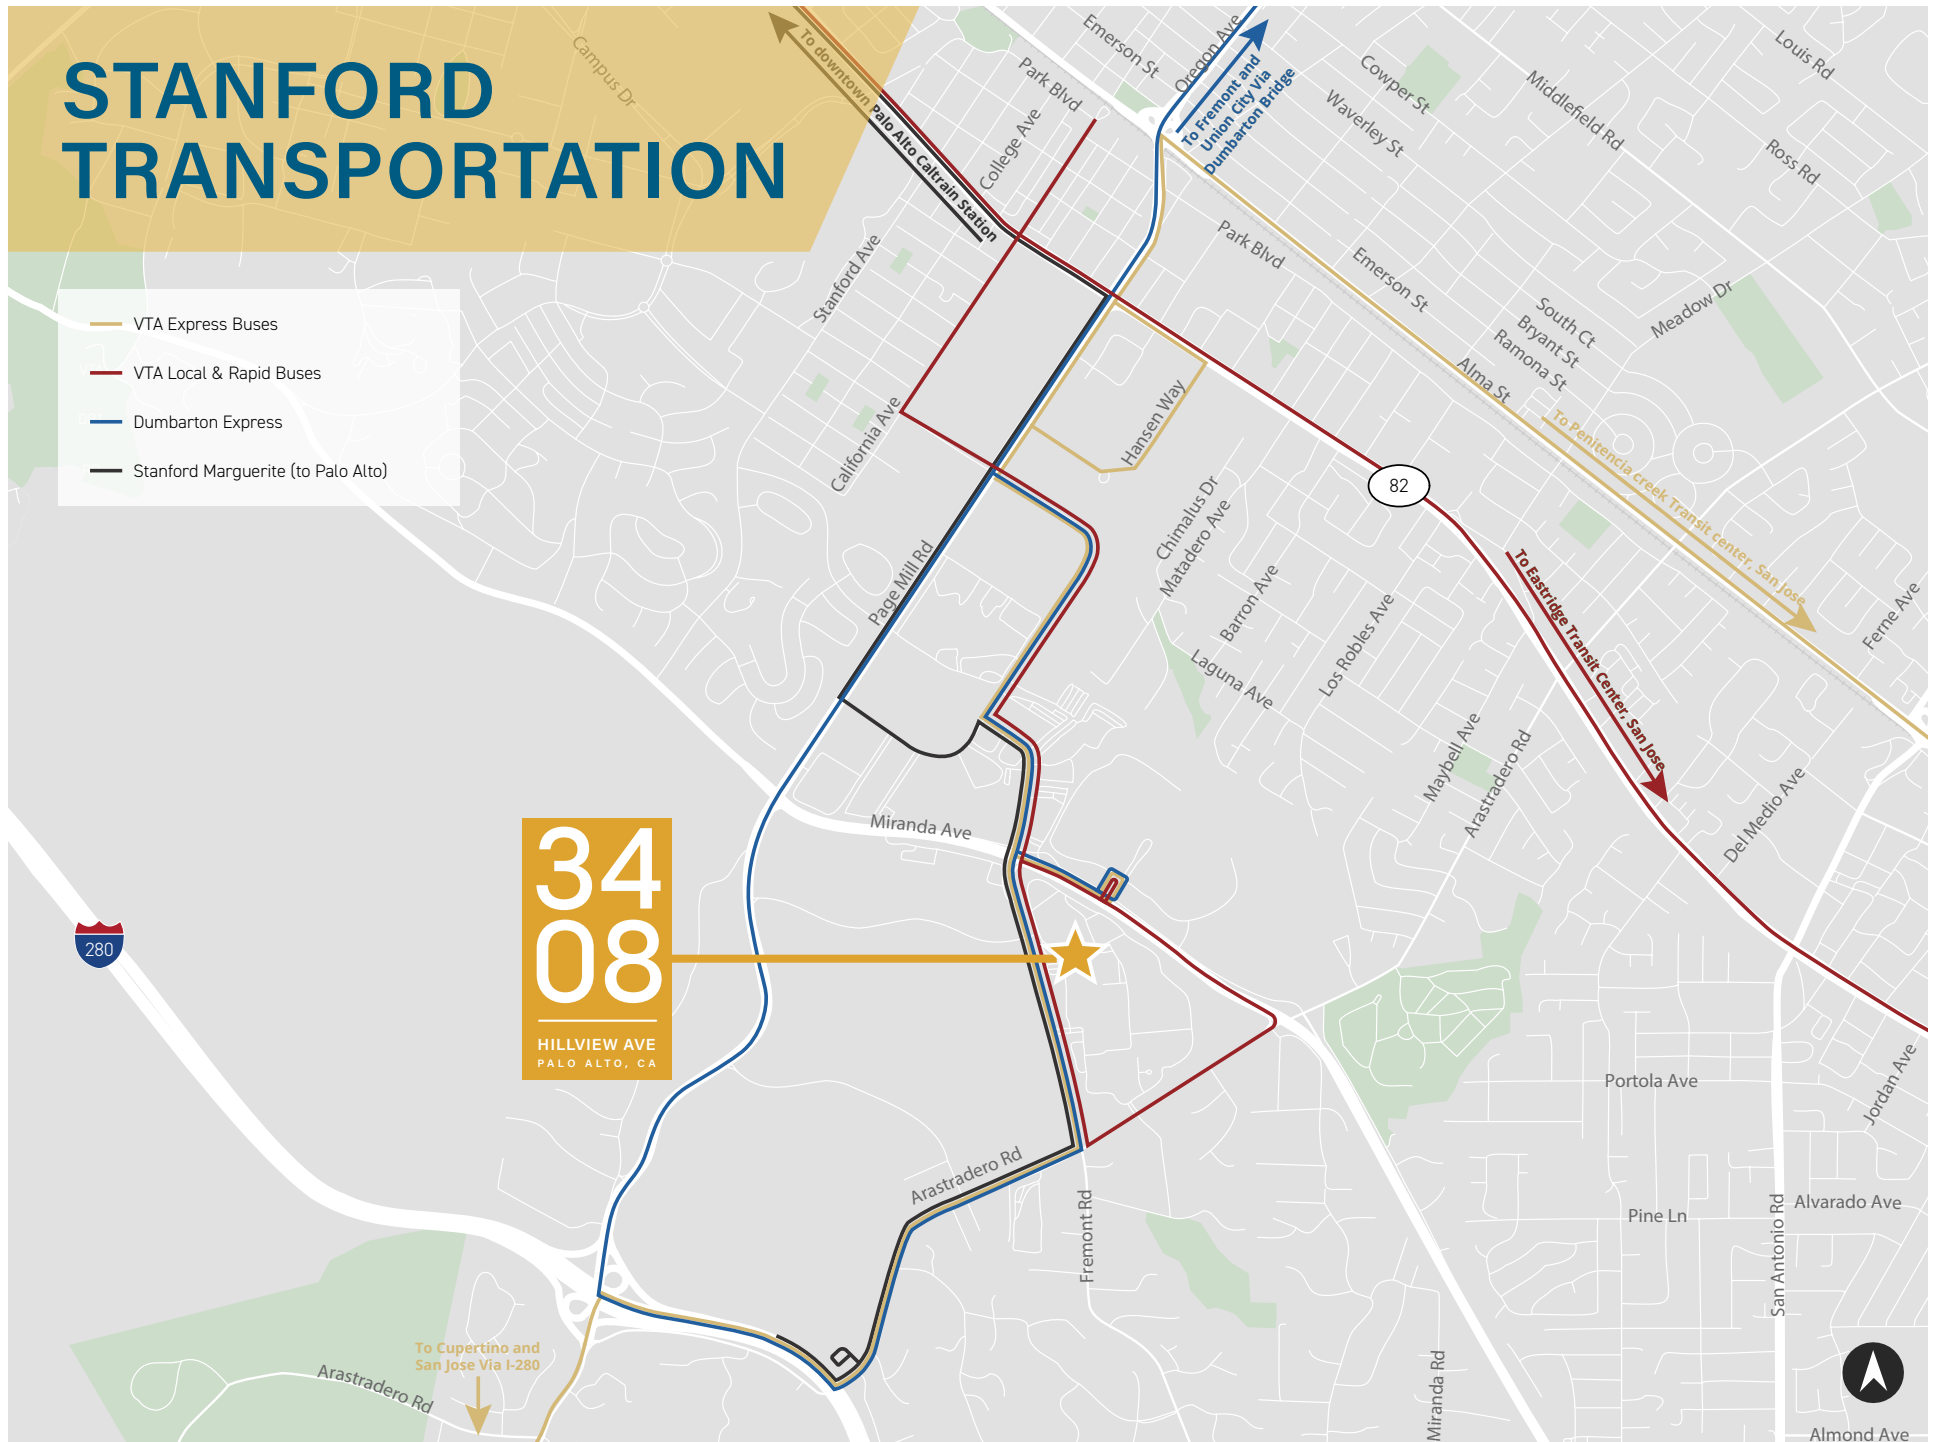 STANFORD
TRANSPORTATION
VTA Express Buses
VTA Local & Rapid Buses
Dumbarton Express
Stanford Marguerite (to Palo Alto)
Campus Dr
To downtown Palo Alto Caltrain Station
Emerson St
Park Blvd
College Ave
Oregon Ave
To Fremont and
Union City Via
Dumbarton Bridge
Cowper St
Waverley St
Middlefield Rd
Louis Rd
Ross Rd
Stanford Ave
California Ave
Park Blvd
Emerson St
South Ct
Bryant St
Ramona St
Alma St
Meadow Dr
Hansen Way
82
To Penitencia creek Transit center, San Jose
To Eastridge Transit Center, San Jose
Chimalus Dr
Matadero Ave
Barron Ave
Laguna Ave
Los Robles Ave
Ferne Ave
Page Mill Rd
Maybell Ave
Arastradero Rd
Del Medio Ave
Miranda Ave
34
08
HILLVIEW AVE
PALO ALTO, CA
280
Portola Ave
Jordan Ave
Arastradero Rd
Fremont Rd
Pine Ln
San Antonio Rd
Alvarado Ave
To Cupertino and
San Jose Via I-280
Arastradero Rd
Miranda Rd
Almond Ave